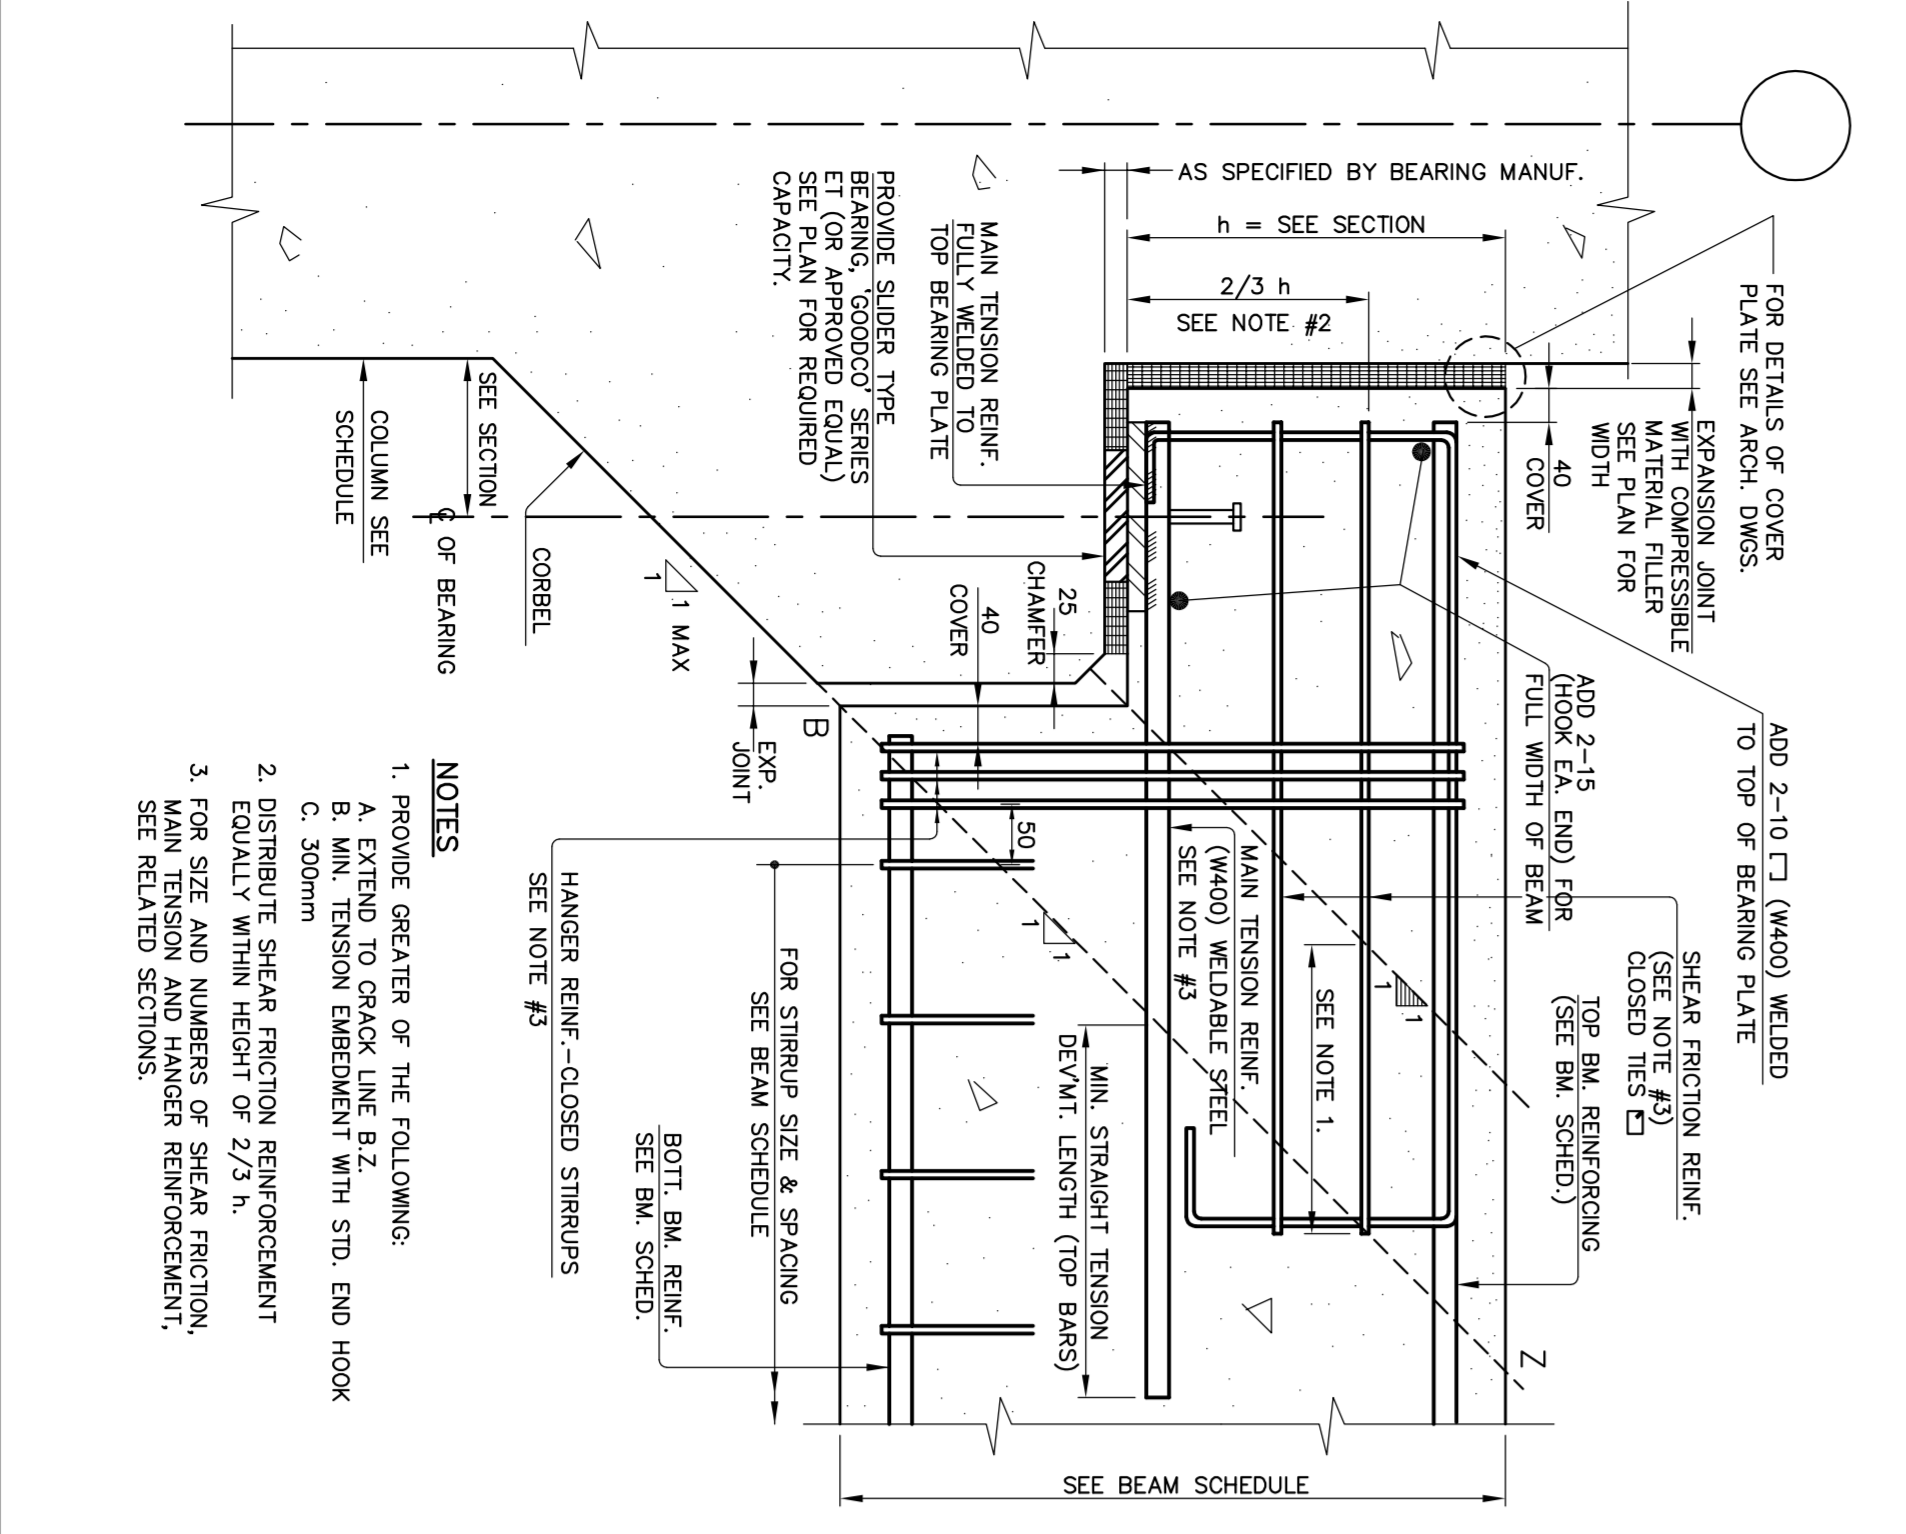 FOR DETAILS OF COVER
PLATE SEE ARCH. DWGS.
EXPANSION JOINT
WITH COMPRESSIBLE
MATERIAL FILLER
SEE PLAN FOR
WIDTH
40
COVER
ADD 2-10 (W400) WELDED
TO TOP OF BEARING PLATE
ADD 2-15
(HOOK EA. END) FOR
FULL WIDTH OF BEAM
SHEAR FRICTION REINF.
(SEE NOTE #3)
CLOSED TIES
TOP BM. REINFORCING
(SEE BM. SCHED.)
AS SPECIFIED BY BEARING MANUF.
h = SEE SECTION
2/3 h
SEE NOTE #2
MAIN TENSION REINF.
FULLY WELDED TO
TOP BEARING PLATE
PROVIDE SLIDER TYPE
BEARING, 'GOODCO' SERIES
ET (OR APPROVED EQUAL)
SEE PLAN FOR REQUIRED
CAPACITY.
1
1
SEE NOTE 1.
Z
MAIN TENSION REINF.
(W400) WELDABLE STEEL
SEE NOTE #3
MIN. STRAIGHT TENSION
DEV'MT. LENGTH (TOP BARS)
25
CHAMFER
40
COVER
50
1
1
SEE SECTION
COLUMN SEE
SCHEDULE
℄ OF BEARING
CORBEL
1
1 MAX
B
EXP.
JOINT
FOR STIRRUP SIZE & SPACING
SEE BEAM SCHEDULE
BOTT. BM. REINF.
SEE BM. SCHED.
HANGER REINF.-CLOSED STIRRUPS
SEE NOTE #3
SEE BEAM SCHEDULE
NOTES
1. PROVIDE GREATER OF THE FOLLOWING:
A. EXTEND TO CRACK LINE B.Z.
B. MIN. TENSION EMBEDMENT WITH STD. END HOOK
C. 300mm
2. DISTRIBUTE SHEAR FRICTION REINFORCEMENT
EQUALLY WITHIN HEIGHT OF 2/3 h.
3. FOR SIZE AND NUMBERS OF SHEAR FRICTION,
MAIN TENSION AND HANGER REINFORCEMENT,
SEE RELATED SECTIONS.